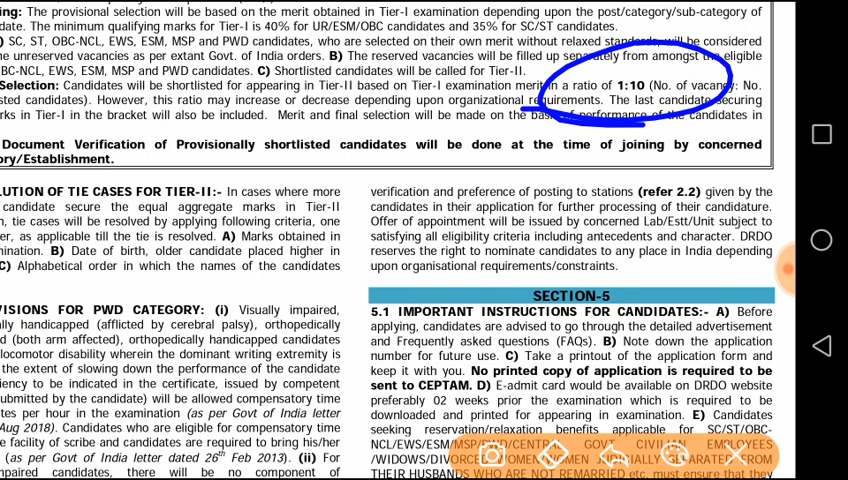 ing: The provisional selection will be based on the merit obtained in Tier-I examination depending upon the post/category/sub-category of
date. The minimum qualifying marks for Tier-I is 40% for UR/ESM/OBC candidates and 35% for SC/ST candidates.
) SC, ST, OBC-NCL, EWS, ESM, MSP and PWD candidates, who are selected on their own merit without relaxed standards, will be considered
he unreserved vacancies as per extant Govt. of India orders. B) The reserved vacancies will be filled up separately from amongst the eligible
BC-NCL, EWS, ESM, MSP and PWD candidates. C) Shortlisted candidates will be called for Tier-II.
Selection: Candidates will be shortlisted for appearing in Tier-II based on Tier-I examination merit in a ratio of 1:10 (No. of vacancy: No.
sted candidates). However, this ratio may increase or decrease depending upon organizational requirements. The last candidate securing
rks in Tier-I in the bracket will also be included. Merit and final selection will be made on the basis of performance of the candidates in
Document Verification of Provisionally shortlisted candidates will be done at the time of joining by concerned
ory/Establishment.
LUTION OF TIE CASES FOR TIER-II:- In cases where more
candidate secure the equal aggregate marks in Tier-II
n, tie cases will be resolved by applying following criteria, one
er, as applicable till the tie is resolved. A) Marks obtained in
mination. B) Date of birth, older candidate placed higher in
C) Alphabetical order in which the names of the candidates
VISIONS FOR PWD CATEGORY: (i) Visually impaired,
lly handicapped (afflicted by cerebral palsy), orthopedically
d (both arm affected), orthopedically handicapped candidates
locomotor disability wherein the dominant writing extremity is
the extent of slowing down the performance of the candidate
iency to be indicated in the certificate, issued by competent
submitted by the candidate) will be allowed compensatory time
tes per hour in the examination (as per Govt of India letter
Aug 2018). Candidates who are eligible for compensatory time
e facility of scribe and candidates are required to bring his/her
(as per Govt of India letter dated 26th Feb 2013). (ii) For
mpaired candidates, there will be no component of
verification and preference of posting to stations (refer 2.2) given by the
candidates in their application for further processing of their candidature.
Offer of appointment will be issued by concerned Lab/Estt/Unit subject to
satisfying all eligibility criteria including antecedents and character. DRDO
reserves the right to nominate candidates to any place in India depending
upon organisational requirements/constraints.
SECTION-5
5.1 IMPORTANT INSTRUCTIONS FOR CANDIDATES:- A) Before
applying, candidates are advised to go through the detailed advertisement
and Frequently asked questions (FAQs). B) Note down the application
number for future use. C) Take a printout of the application form and
keep it with you. No printed copy of application is required to be
sent to CEPTAM. D) E-admit card would be available on DRDO website
preferably 02 weeks prior the examination which is required to be
downloaded and printed for appearing in examination. E) Candidates
seeking reservation/relaxation benefits applicable for SC/ST/OBC-
NCL/EWS/ESM/MSP/PWD/CENTRAL GOVT CIVILIAN EMPLOYEES
/WIDOWS/DIVORCED WOMEN/WOMEN JUDICIALLY SEPARATED FROM
THEIR HUSBANDS WHO ARE NOT REMARRIED etc. must ensure that they